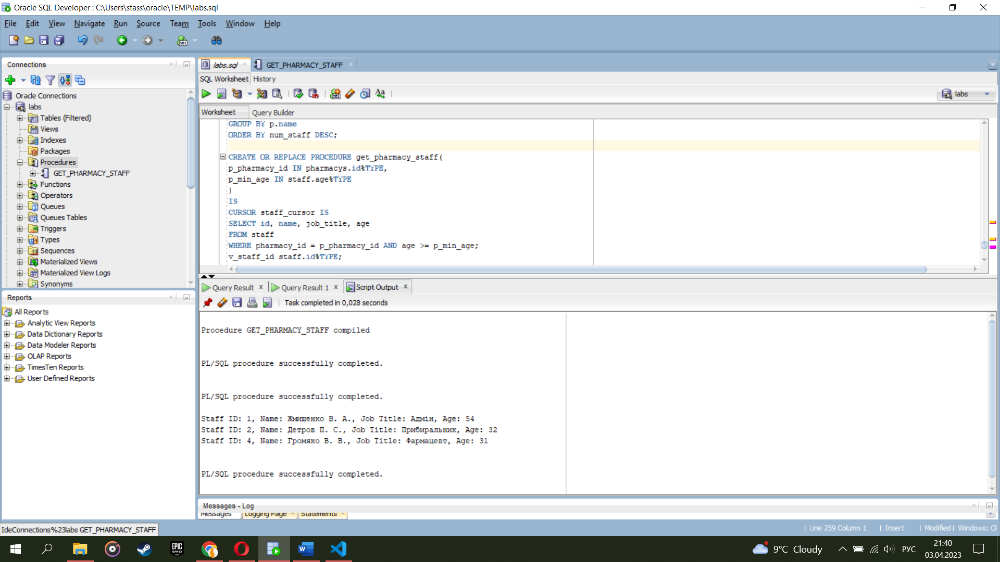 Oracle SQL Developer : C:\Users\stass\oracle\TEMP\labs.sql
File Edit View Navigate Run Source Team Tools Window Help
Connections
Oracle Connections
labs
Tables (Filtered)
Views
Indexes
Packages
Procedures
GET_PHARMACY_STAFF
Functions
Operators
Queues
Queues Tables
Triggers
Types
Sequences
Materialized Views
Materialized View Logs
Synonyms
Reports
All Reports
Analytic View Reports
Data Dictionary Reports
Data Modeler Reports
OLAP Reports
TimesTen Reports
User Defined Reports
labs.sql GET_PHARMACY_STAFF
SQL Worksheet History
labs
Worksheet Query Builder
GROUP BY p.name
ORDER BY num_staff DESC;
CREATE OR REPLACE PROCEDURE get_pharmacy_staff(
p_pharmacy_id IN pharmacys.id%TYPE,
p_min_age IN staff.age%TYPE
)
IS
CURSOR staff_cursor IS
SELECT id, name, job_title, age
FROM staff
WHERE pharmacy_id = p_pharmacy_id AND age >= p_min_age;
v_staff_id staff.id%TYPE;
Query Result Query Result 1 Script Output
Task completed in 0,028 seconds
Procedure GET_PHARMACY_STAFF compiled
PL/SQL procedure successfully completed.
PL/SQL procedure successfully completed.
Staff ID: 1, Name: Жмишенко В. А., Job Title: Адмін, Age: 54
Staff ID: 2, Name: Детров П. С., Job Title: Прибиральник, Age: 32
Staff ID: 4, Name: Громяко В. В., Job Title: Фармацевт, Age: 31
PL/SQL procedure successfully completed.
Messages - Log
Messages Logging Page Statements
IdeConnections%23labs GET_PHARMACY_STAFF
Line 259 Column 1 Insert Modified Windows: CF
EPIC GAMES
9°C Cloudy
РУС
21:40
03.04.2023